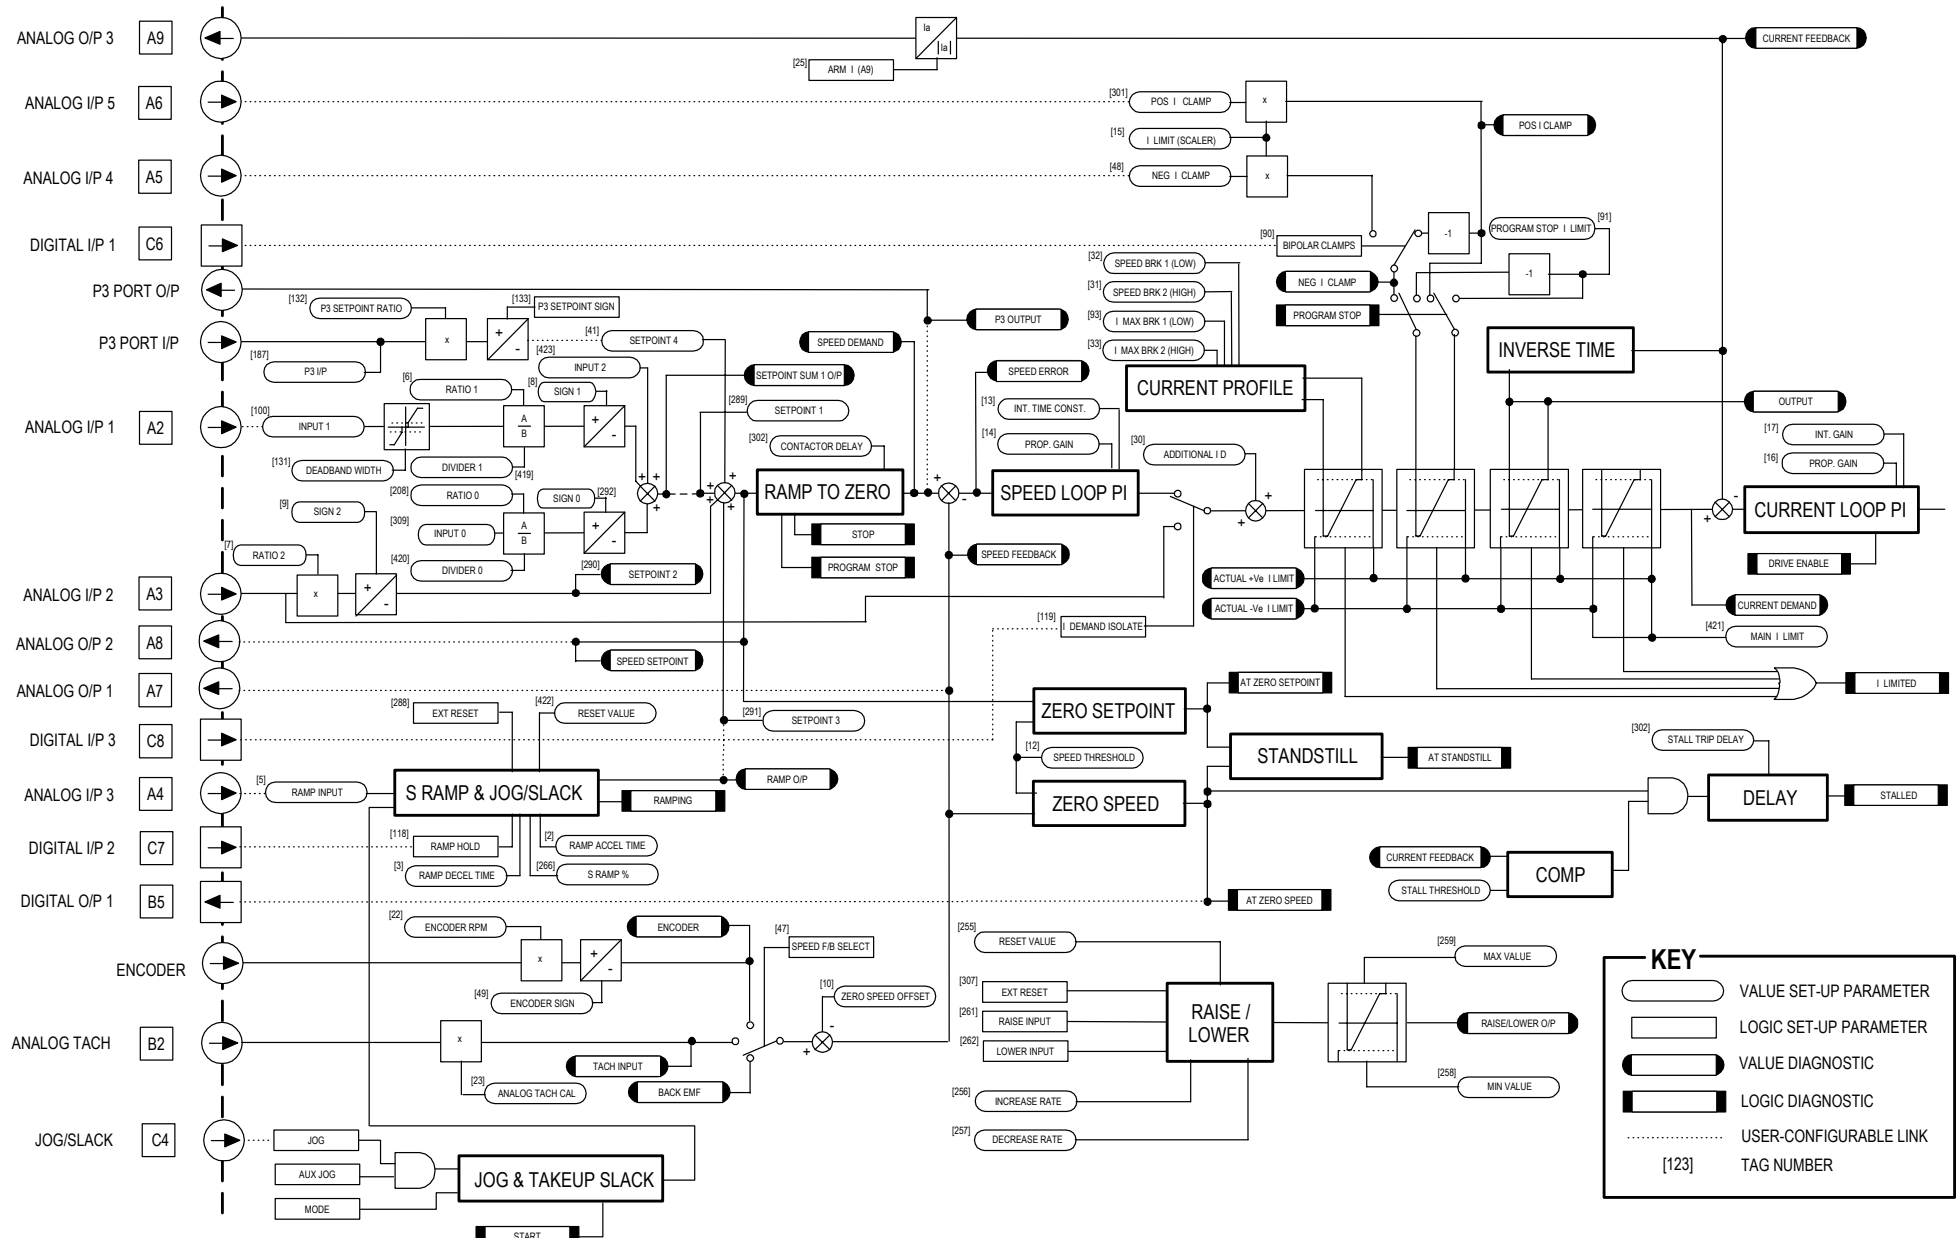 ANALOG O/P 3 A9
Ia
|Ia|
CURRENT FEEDBACK
[25] ARM I (A9)
ANALOG I/P 5 A6
[301] POS I CLAMP x
POS I CLAMP
[15] I LIMIT (SCALER)
ANALOG I/P 4 A5
[48] NEG I CLAMP x
DIGITAL I/P 1 C6
[90] BIPOLAR CLAMPS
-1
PROGRAM STOP I LIMIT [91]
-1
NEG I CLAMP
PROGRAM STOP
[32] SPEED BRK 1 (LOW)
[31] SPEED BRK 2 (HIGH)
[93] I MAX BRK 1 (LOW)
[33] I MAX BRK 2 (HIGH)
CURRENT PROFILE
INVERSE TIME
OUTPUT
P3 PORT O/P
P3 PORT I/P
[132] P3 SETPOINT RATIO
x
[133] P3 SETPOINT SIGN
+
-
[41] SETPOINT 4
[187] P3 I/P
[423] INPUT 2
P3 OUTPUT
SPEED DEMAND
SETPOINT SUM 1 O/P
SPEED ERROR
ANALOG I/P 1 A2
[100] INPUT 1
[6] RATIO 1
[8] SIGN 1
A
B
+
-
[131] DEADBAND WIDTH
DIVIDER 1 [419]
[289] SETPOINT 1
[302] CONTACTOR DELAY
[13] INT. TIME CONST.
[14] PROP. GAIN
[30] ADDITIONAL I D
[17] INT. GAIN
[16] PROP. GAIN
[208] RATIO 0
SIGN 0 [292]
[309] INPUT 0
A
B
+
-
[420] DIVIDER 0
+ + + +
+ + + + +
RAMP TO ZERO
+
-
SPEED LOOP PI
+
+
-
+
CURRENT LOOP PI
STOP
PROGRAM STOP
SPEED FEEDBACK
DRIVE ENABLE
[9] SIGN 2
[7] RATIO 2
ANALOG I/P 2 A3
x
+
-
[290] SETPOINT 2
ACTUAL +Ve I LIMIT
ACTUAL -Ve I LIMIT
CURRENT DEMAND
[119] I DEMAND ISOLATE
[421] MAIN I LIMIT
ANALOG O/P 2 A8
SPEED SETPOINT
ANALOG O/P 1 A7
AT ZERO SETPOINT
I LIMITED
[288] EXT RESET
[422] RESET VALUE
[291] SETPOINT 3
ZERO SETPOINT
DIGITAL I/P 3 C8
[12] SPEED THRESHOLD
STANDSTILL
AT STANDSTILL
[302] STALL TRIP DELAY
ANALOG I/P 3 A4
[5] RAMP INPUT
S RAMP & JOG/SLACK
RAMP O/P
RAMPING
ZERO SPEED
DELAY
STALLED
DIGITAL I/P 2 C7
[118] RAMP HOLD
[2] RAMP ACCEL TIME
[3] RAMP DECEL TIME
[266] S RAMP %
CURRENT FEEDBACK
STALL THRESHOLD
COMP
DIGITAL O/P 1 B5
AT ZERO SPEED
[22] ENCODER RPM
ENCODER
[47] SPEED F/B SELECT
ENCODER
x
+
-
[49] ENCODER SIGN
[10] ZERO SPEED OFFSET
-
+
ANALOG TACH B2
x
TACH INPUT
[23] ANALOG TACH CAL
BACK EMF
[255] RESET VALUE
[307] EXT RESET
[261] RAISE INPUT
[262] LOWER INPUT
RAISE /
LOWER
[259] MAX VALUE
RAISE/LOWER O/P
[258] MIN VALUE
[256] INCREASE RATE
[257] DECREASE RATE
JOG/SLACK C4
JOG
AUX JOG
MODE
JOG & TAKEUP SLACK
START
KEY
VALUE SET-UP PARAMETER
LOGIC SET-UP PARAMETER
VALUE DIAGNOSTIC
LOGIC DIAGNOSTIC
USER-CONFIGURABLE LINK
[123] TAG NUMBER